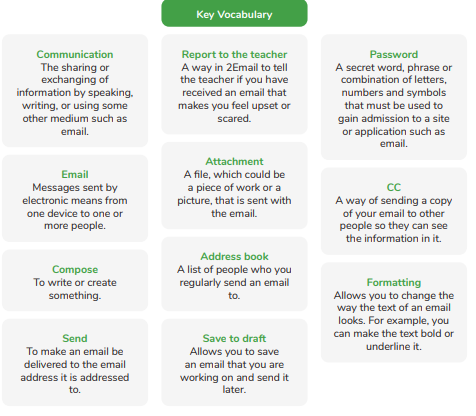 Key Vocabulary
Communication
The sharing or
exchanging of
information by speaking,
writing, or using some
other medium such as
email.
Email
Messages sent by
electronic means from
one device to one or
more people.
Compose
To write or create
something.
Send
To make an email be
delivered to the email
address it is addressed
to.
Report to the teacher
A way in 2Email to tell
the teacher if you have
received an email that
makes you feel upset or
scared.
Attachment
A file, which could be
a piece of work or a
picture, that is sent with
the email.
Address book
A list of people who you
regularly send an email
to.
Save to draft
Allows you to save
an email that you are
working on and send it
later.
Password
A secret word, phrase or
combination of letters,
numbers and symbols
that must be used to
gain admission to a site
or application such as
email.
CC
A way of sending a copy
of your email to other
people so they can see
the information in it.
Formatting
Allows you to change the
way the text of an email
looks. For example, you
can make the text bold or
underline it.